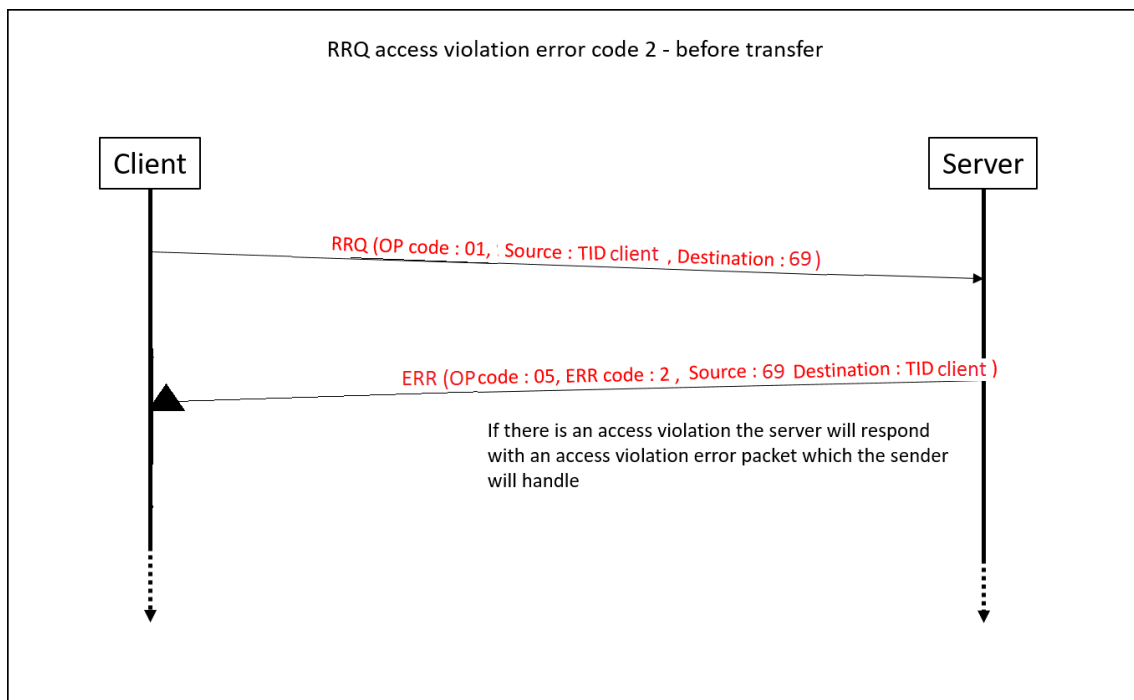 RRQ access violation error code 2 - before transfer
Client
Server
RRQ (OP code : 01, Source : TID client , Destination : 69)
ERR (OP code : 05, ERR code : 2 , Source : 69 Destination : TID client )
If there is an access violation the server will respond
with an access violation error packet which the sender
will handle